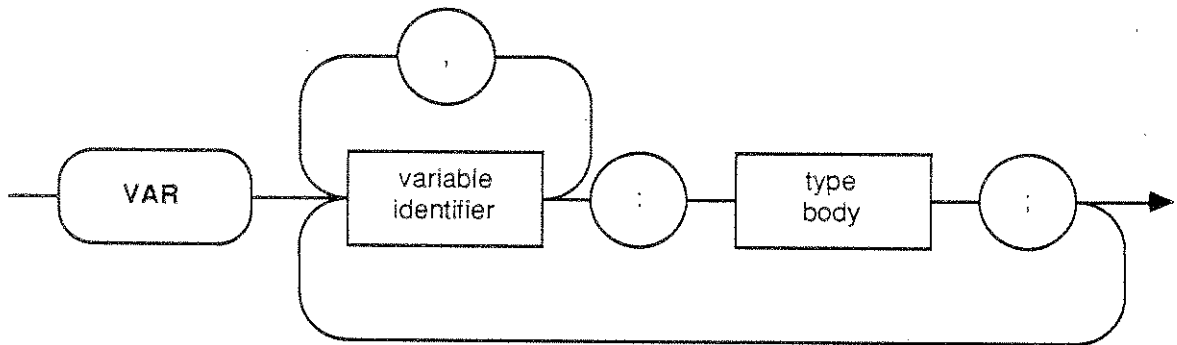 ,
VAR
variable
identifier
:
type
body
;